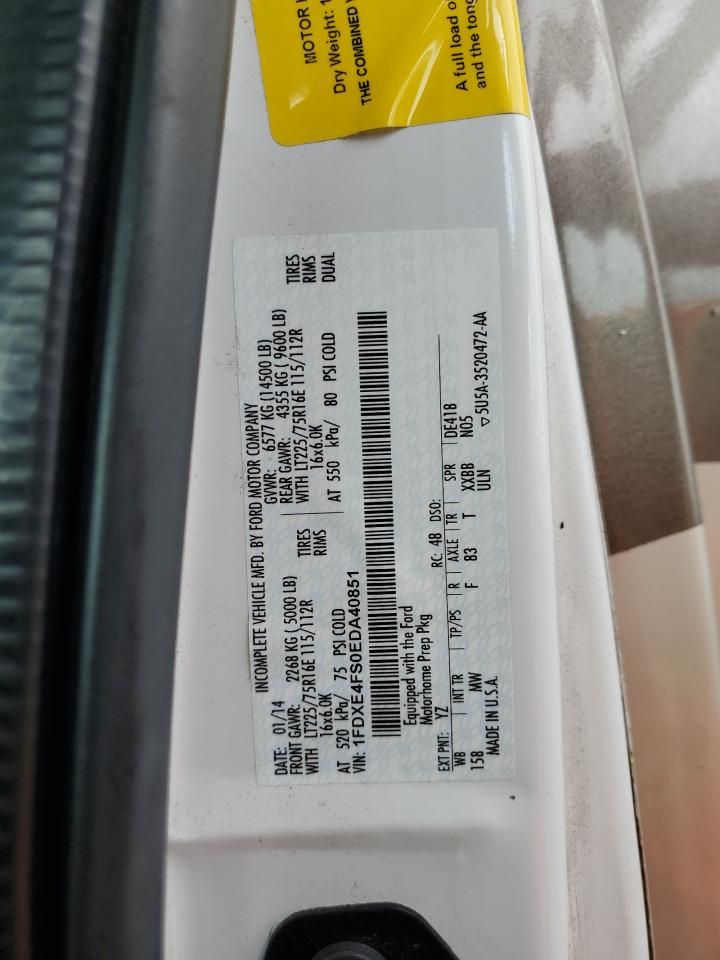 MOTOR
Dry Weight:
THE COMBINED
A full load of
and the
INCOMPLETE VEHICLE MFD. BY FORD MOTOR COMPANY
DATE: 01/14 GVWR: 6577 KG (14500 LB)
FRONT GAWR: 2268 KG ( 5000 LB) REAR GAWR: 4355 KG ( 9600 LB)
WITH LT225/75R16E 115/112R TIRES WITH LT225/75R16E 115/112R TIRES
16x6.0K RIMS 16x6.0K RIMS
AT 520 kPa/ 75 PSI COLD AT 550 kPa/ 80 PSI COLD DUAL
VIN: 1FDXE4FS0EDA40851
Equipped with the Ford
Motorhome Prep Pkg
EXT PNT: YZ RC: 48 DSO:
WB INT TR TP/PS R AXLE TR SPR DE418
158 MW F 83 T XXBB N05
MADE IN U.S.A. ULN
▽5U5A-3520472-AA